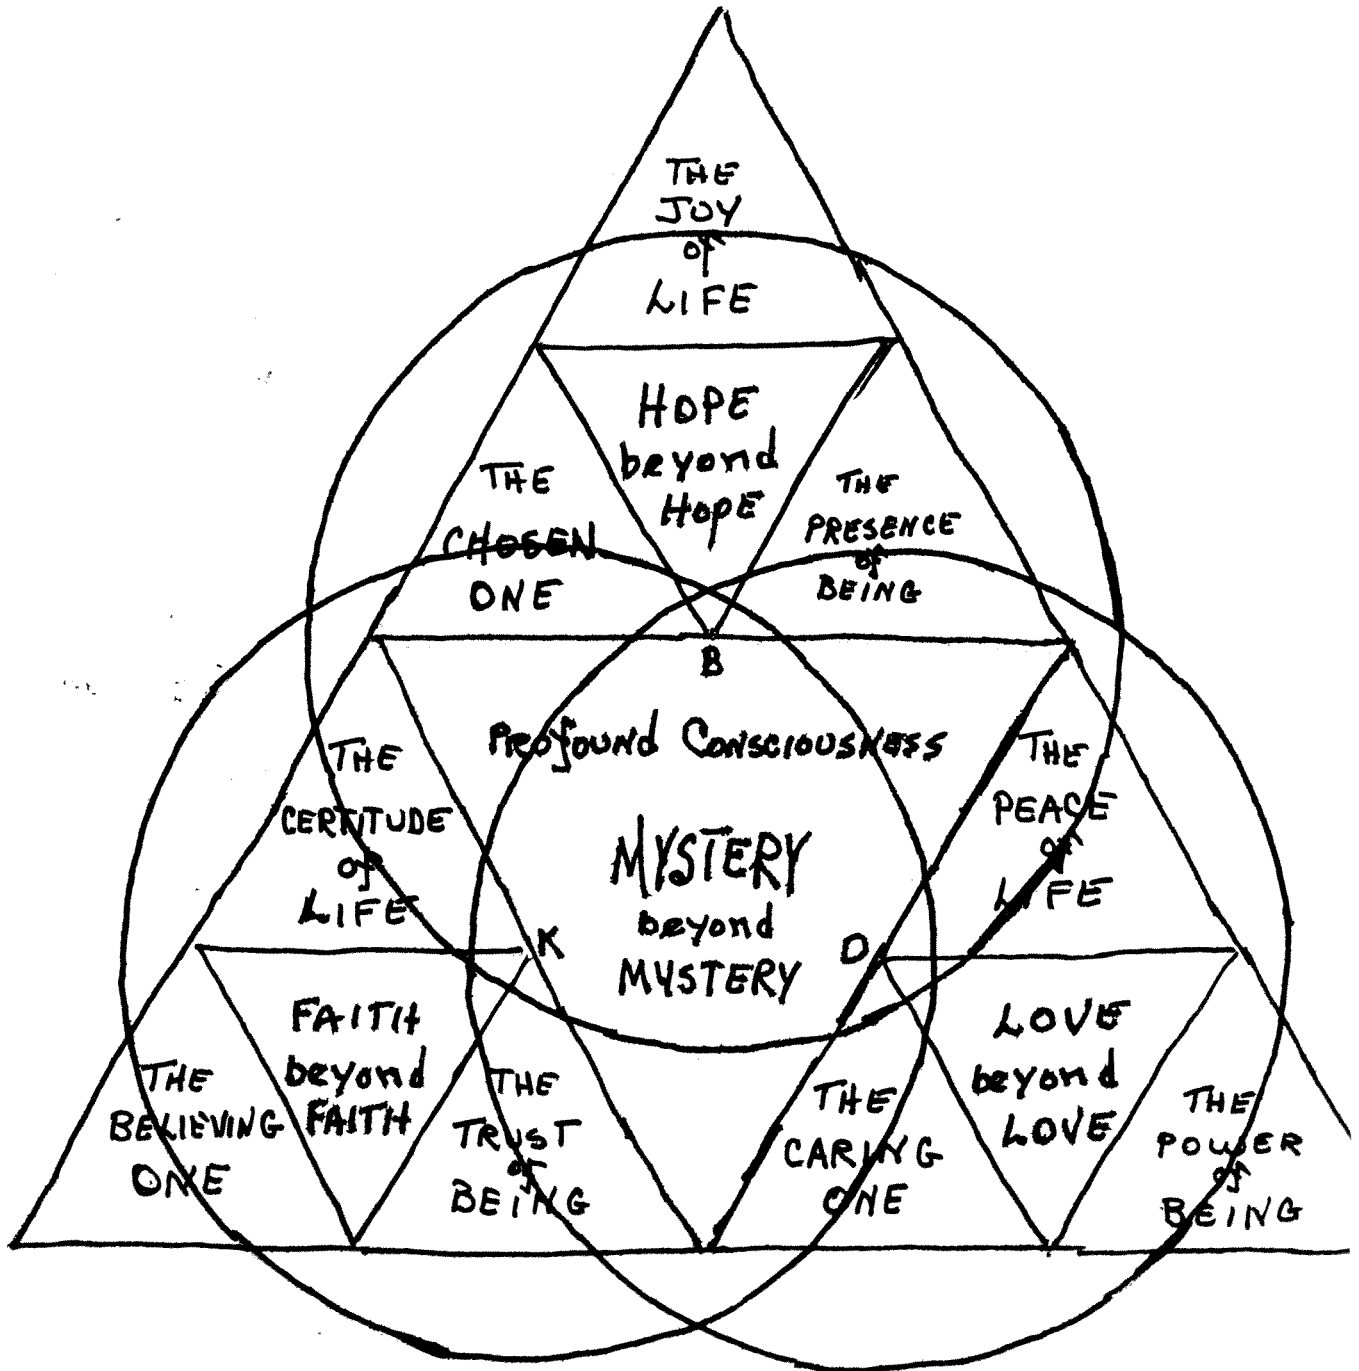 THE
JOY
of
LIFE
HOPE
beyond
HOPE
THE
CHOSEN
ONE
THE
PRESENCE
of
BEING
B
PROFOUND CONSCIOUSNESS
MYSTERY
beyond
MYSTERY
THE
CERTITUDE
of
LIFE
THE
PEACE
of
LIFE
K
D
FAITH
beyond
FAITH
THE
BELIEVING
ONE
THE
TRUST
of
BEING
LOVE
beyond
LOVE
THE
CARING
ONE
THE
POWER
of
BEING